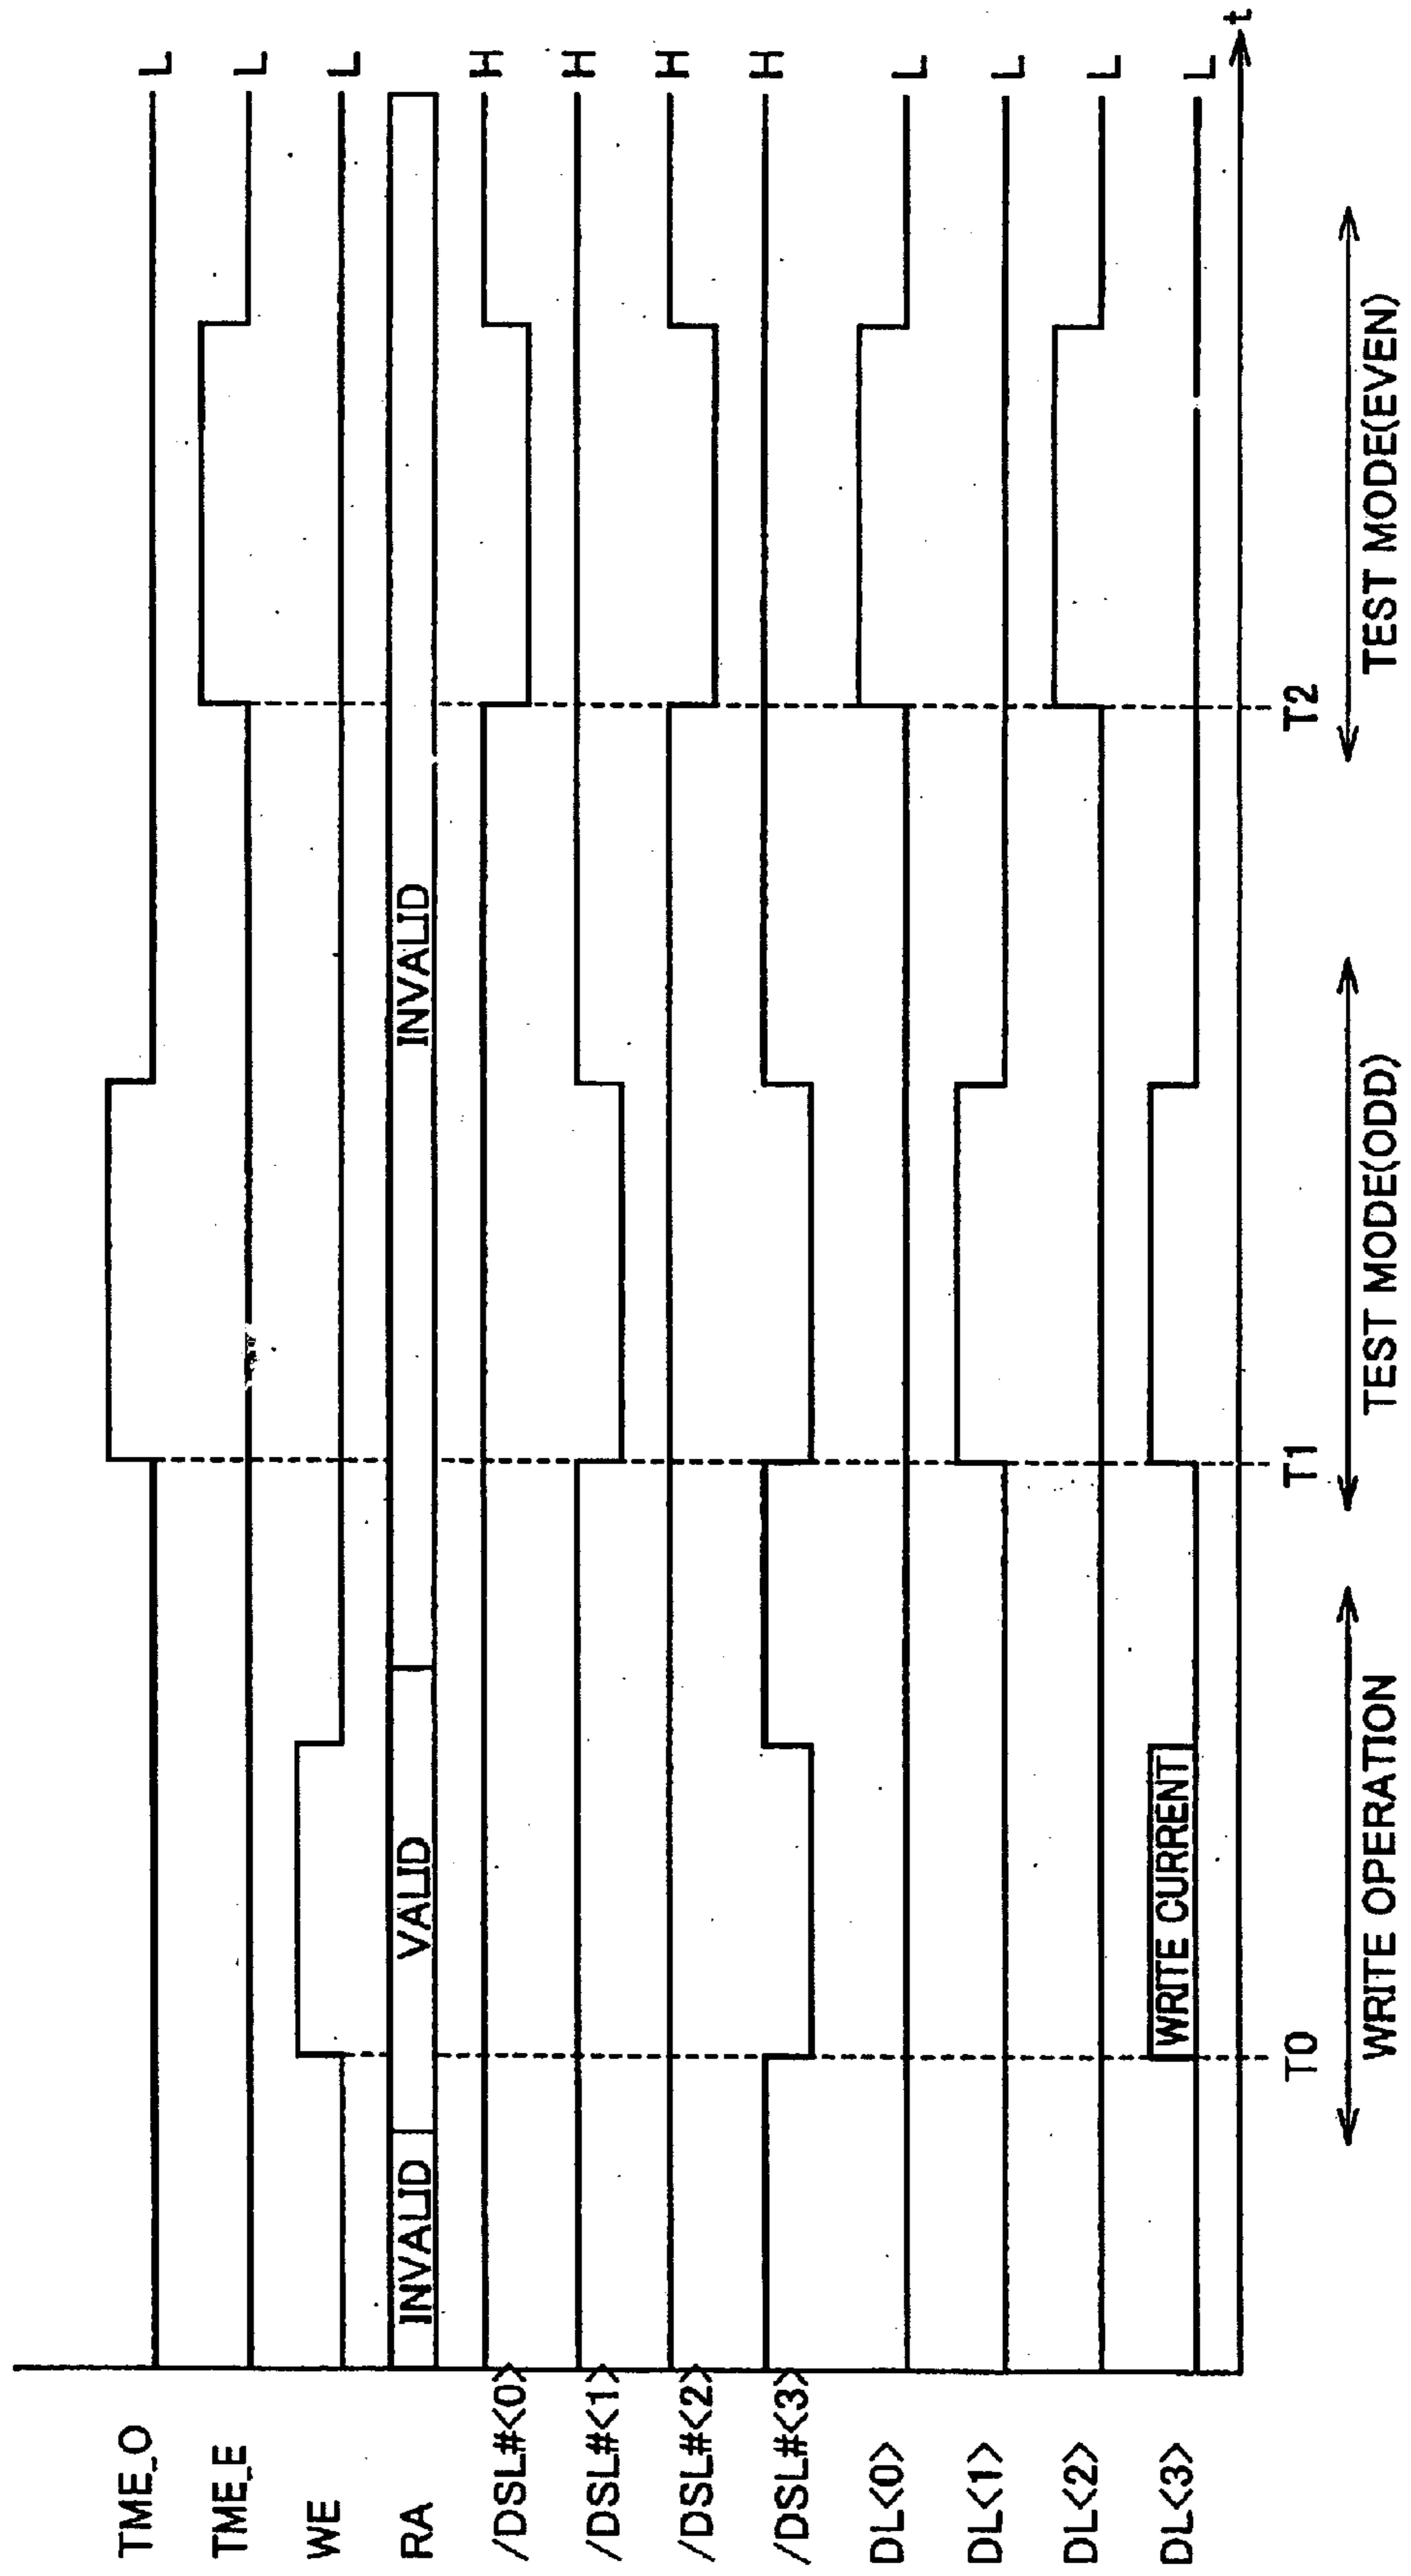 TME_O L
TME_E L
WE L
RA INVALID VALID INVALID
/DSL#<0> H
/DSL#<1> H
/DSL#<2> H
/DSL#<3> H
DL<0> L
DL<1> L
DL<2> L
DL<3> WRITE CURRENT L
t
T0 T1 T2
WRITE OPERATION TEST MODE(ODD) TEST MODE(EVEN)